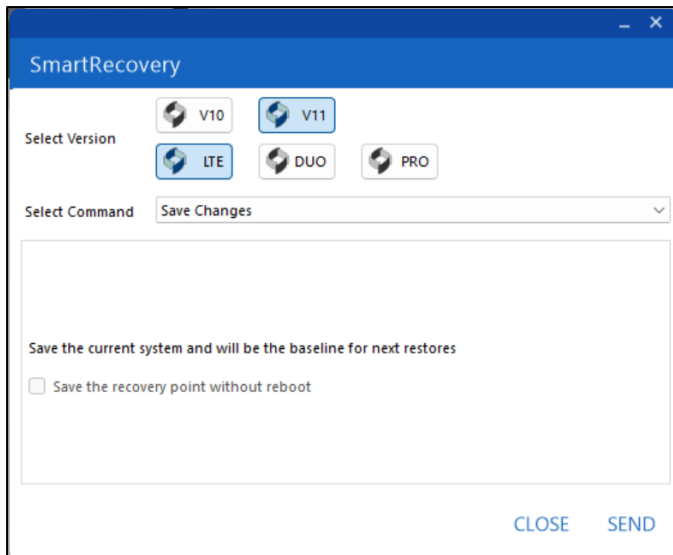 SmartRecovery
Select Version
V10
V11
LTE
DUO
PRO
Select Command
Save Changes
Save the current system and will be the baseline for next restores
Save the recovery point without reboot
CLOSE
SEND